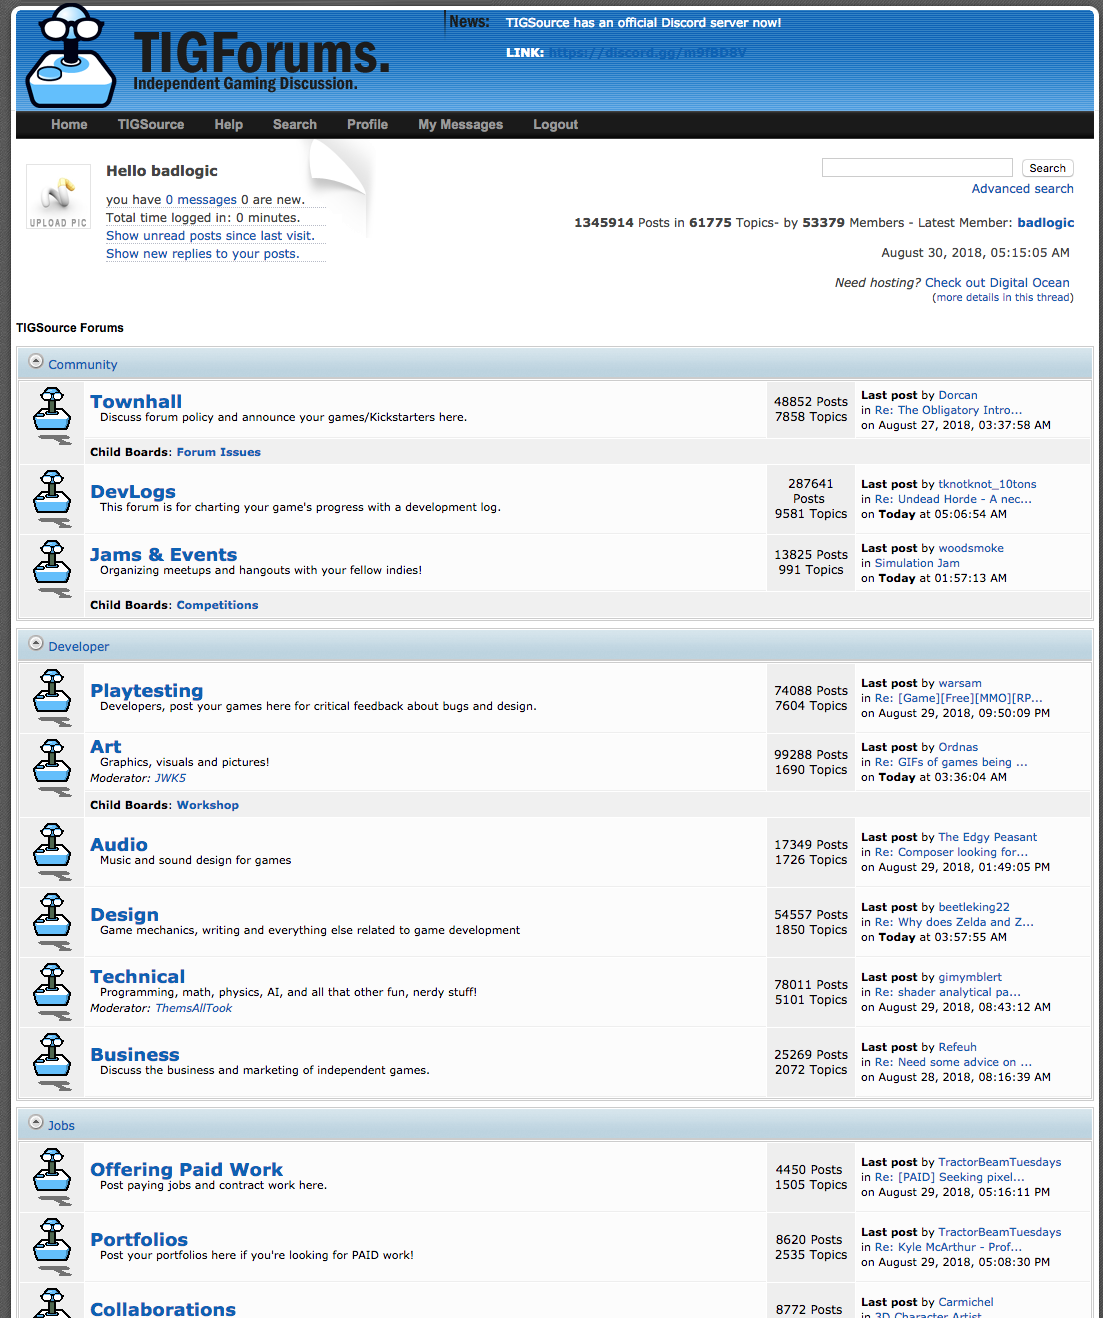 News: TIGSource has an official Discord server now!
LINK: https://discord.gg/m9fBD8V
TIGForums.
Independent Gaming Discussion.
Home TIGSource Help Search Profile My Messages Logout
UPLOAD PIC
Hello badlogic
you have 0 messages 0 are new.
Total time logged in: 0 minutes.
Show unread posts since last visit.
Show new replies to your posts.
Search
Advanced search
1345914 Posts in 61775 Topics- by 53379 Members - Latest Member: badlogic
August 30, 2018, 05:15:05 AM
Need hosting? Check out Digital Ocean
(more details in this thread)
TIGSource Forums
Community
Townhall
Discuss forum policy and announce your games/Kickstarters here.
48852 Posts
7858 Topics
Last post by Dorcan
in Re: The Obligatory Intro...
on August 27, 2018, 03:37:58 AM
Child Boards: Forum Issues
DevLogs
This forum is for charting your game's progress with a development log.
287641
Posts
9581 Topics
Last post by tknotknot_10tons
in Re: Undead Horde - A nec...
on Today at 05:06:54 AM
Jams & Events
Organizing meetups and hangouts with your fellow indies!
13825 Posts
991 Topics
Last post by woodsmoke
in Simulation Jam
on Today at 01:57:13 AM
Child Boards: Competitions
Developer
Playtesting
Developers, post your games here for critical feedback about bugs and design.
74088 Posts
7604 Topics
Last post by warsam
in Re: [Game][Free][MMO][RP...
on August 29, 2018, 09:50:09 PM
Art
Graphics, visuals and pictures!
Moderator: JWK5
99288 Posts
1690 Topics
Last post by Ordnas
in Re: GIFs of games being ...
on Today at 03:36:04 AM
Child Boards: Workshop
Audio
Music and sound design for games
17349 Posts
1726 Topics
Last post by The Edgy Peasant
in Re: Composer looking for...
on August 29, 2018, 01:49:05 PM
Design
Game mechanics, writing and everything else related to game development
54557 Posts
1850 Topics
Last post by beetleking22
in Re: Why does Zelda and Z...
on Today at 03:57:55 AM
Technical
Programming, math, physics, AI, and all that other fun, nerdy stuff!
Moderator: ThemsAllTook
78011 Posts
5101 Topics
Last post by gimymblert
in Re: shader analytical pa...
on August 29, 2018, 08:43:12 AM
Business
Discuss the business and marketing of independent games.
25269 Posts
2072 Topics
Last post by Refeuh
in Re: Need some advice on ...
on August 28, 2018, 08:16:39 AM
Jobs
Offering Paid Work
Post paying jobs and contract work here.
4450 Posts
1505 Topics
Last post by TractorBeamTuesdays
in Re: [PAID] Seeking pixel...
on August 29, 2018, 05:16:11 PM
Portfolios
Post your portfolios here if you're looking for PAID work!
8620 Posts
2535 Topics
Last post by TractorBeamTuesdays
in Re: Kyle McArthur - Prof...
on August 29, 2018, 05:08:30 PM
Collaborations
8772 Posts
Last post by Carmichel
in 3D Character Artist